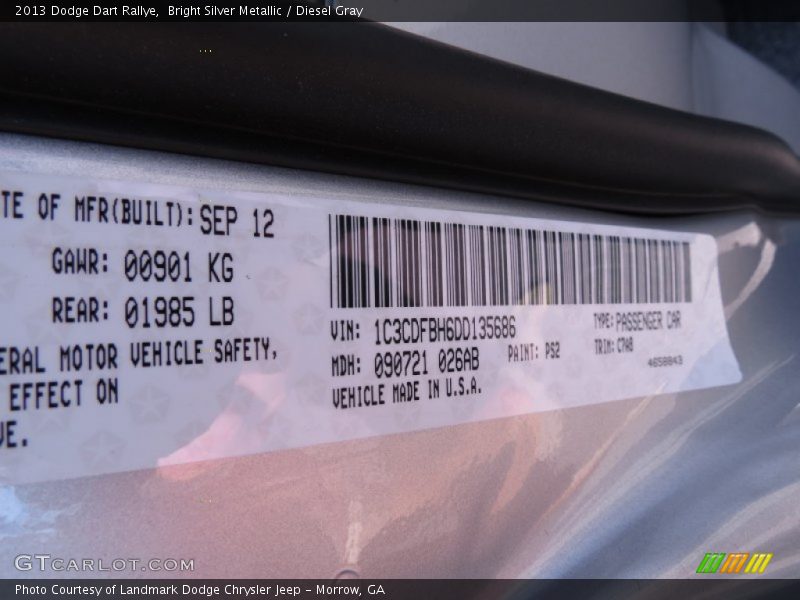 2013 Dodge Dart Rallye, Bright Silver Metallic / Diesel Gray
TE OF MFR(BUILT): SEP 12
GAWR: 00901 KG
REAR: 01985 LB
ERAL MOTOR VEHICLE SAFETY,
EFFECT ON
VE.
VIN: 1C3CDFBH6DD135686 TYPE: PASSENGER CAR
MDH: 090721 026AB PAINT: PS2 TRIM: C7A8
VEHICLE MADE IN U.S.A. 4658843
GTCARLOT.COM
Photo Courtesy of Landmark Dodge Chrysler Jeep - Morrow, GA